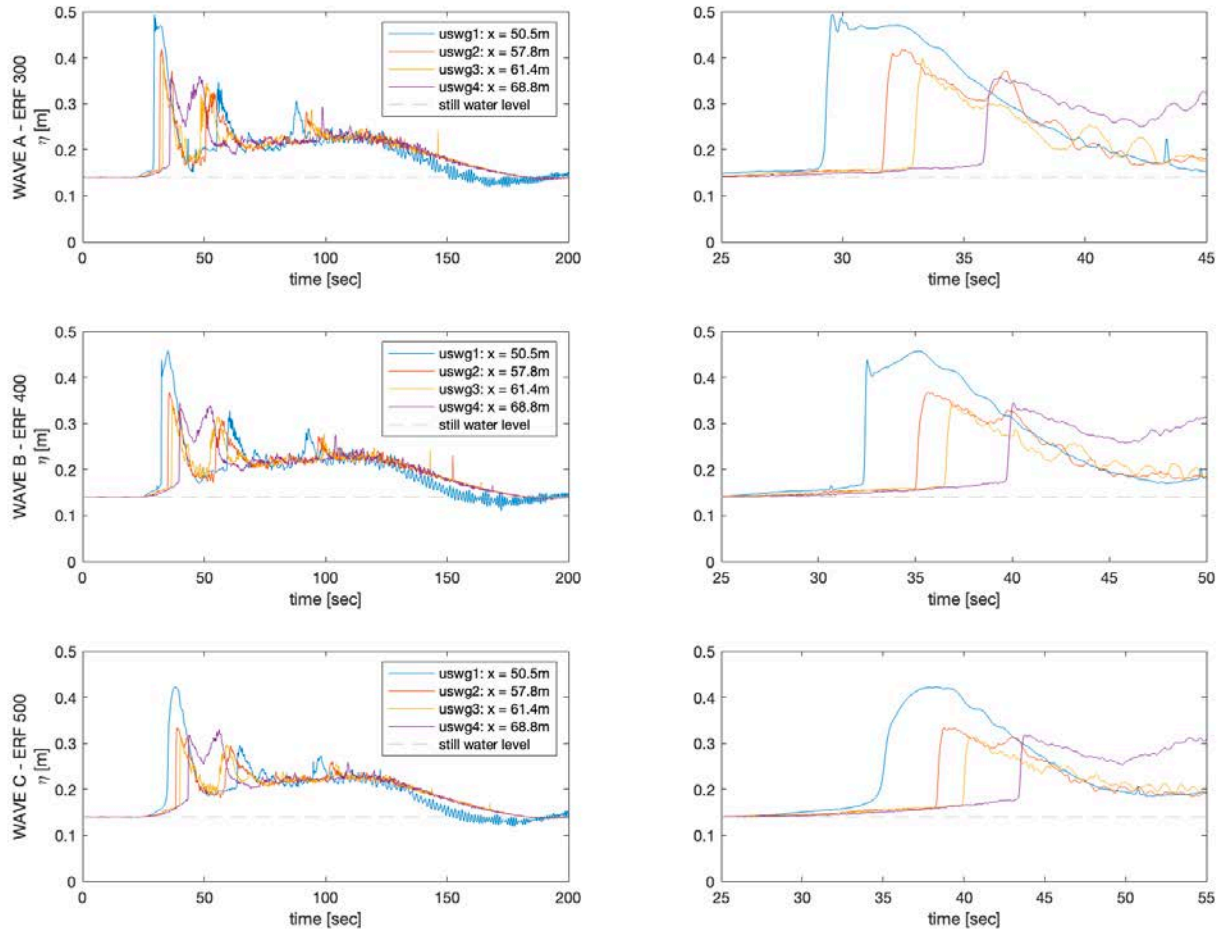 WAVE A - ERF 300
η [m]
0.5
0.4
0.3
0.2
0.1
0
uswg1: x = 50.5m
uswg2: x = 57.8m
uswg3: x = 61.4m
uswg4: x = 68.8m
still water level
0 50 100 150 200
time [sec]
0.5
0.4
0.3
0.2
0.1
0
25 30 35 40 45
time [sec]
WAVE B - ERF 400
η [m]
0.5
0.4
0.3
0.2
0.1
0
uswg1: x = 50.5m
uswg2: x = 57.8m
uswg3: x = 61.4m
uswg4: x = 68.8m
still water level
0 50 100 150 200
time [sec]
0.5
0.4
0.3
0.2
0.1
0
25 30 35 40 45 50
time [sec]
WAVE C - ERF 500
η [m]
0.5
0.4
0.3
0.2
0.1
0
uswg1: x = 50.5m
uswg2: x = 57.8m
uswg3: x = 61.4m
uswg4: x = 68.8m
still water level
0 50 100 150 200
time [sec]
0.5
0.4
0.3
0.2
0.1
0
25 30 35 40 45 50 55
time [sec]